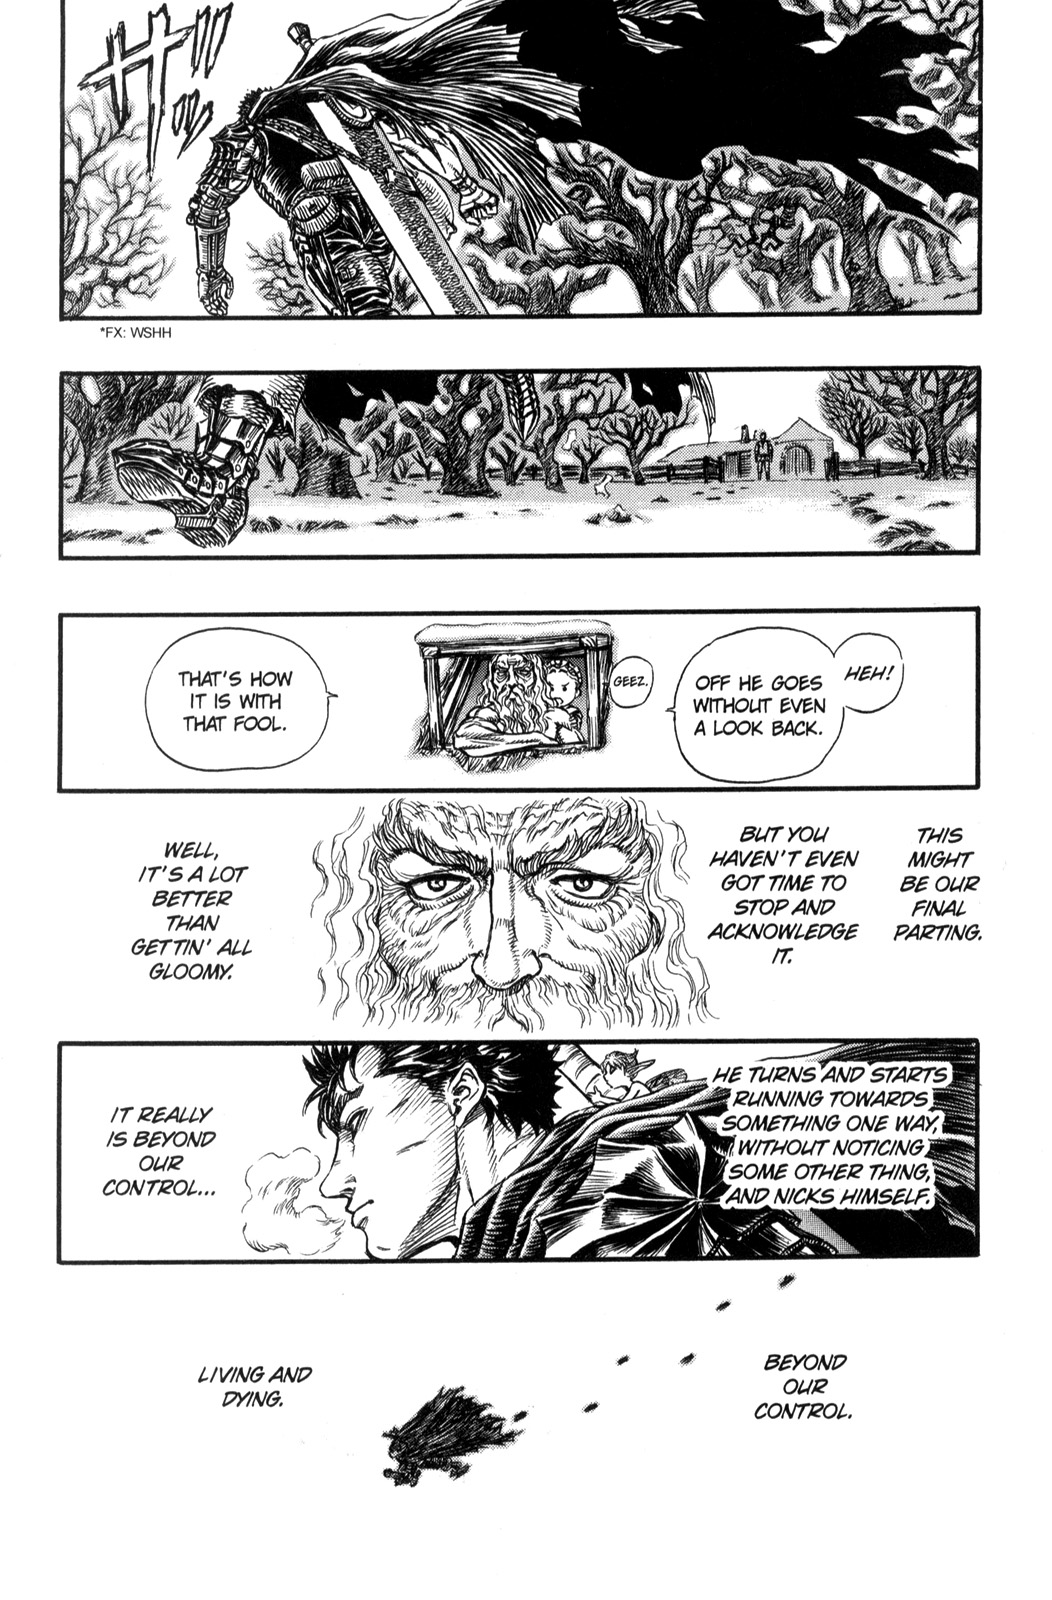 ザッ
*FX: WSHH
HEH!
OFF HE GOES
WITHOUT EVEN
A LOOK BACK.
GEEZ.
THAT'S HOW
IT IS WITH
THAT FOOL.
THIS
MIGHT
BE OUR
FINAL
PARTING.
BUT YOU
HAVEN'T EVEN
GOT TIME TO
STOP AND
ACKNOWLEDGE
IT.
WELL,
IT'S A LOT
BETTER
THAN
GETTIN' ALL
GLOOMY.
HE TURNS AND STARTS
RUNNING TOWARDS
SOMETHING ONE WAY,
WITHOUT NOTICING
SOME OTHER THING,
AND NICKS HIMSELF.
IT REALLY
IS BEYOND
OUR
CONTROL...
BEYOND
OUR
CONTROL.
LIVING AND
DYING.